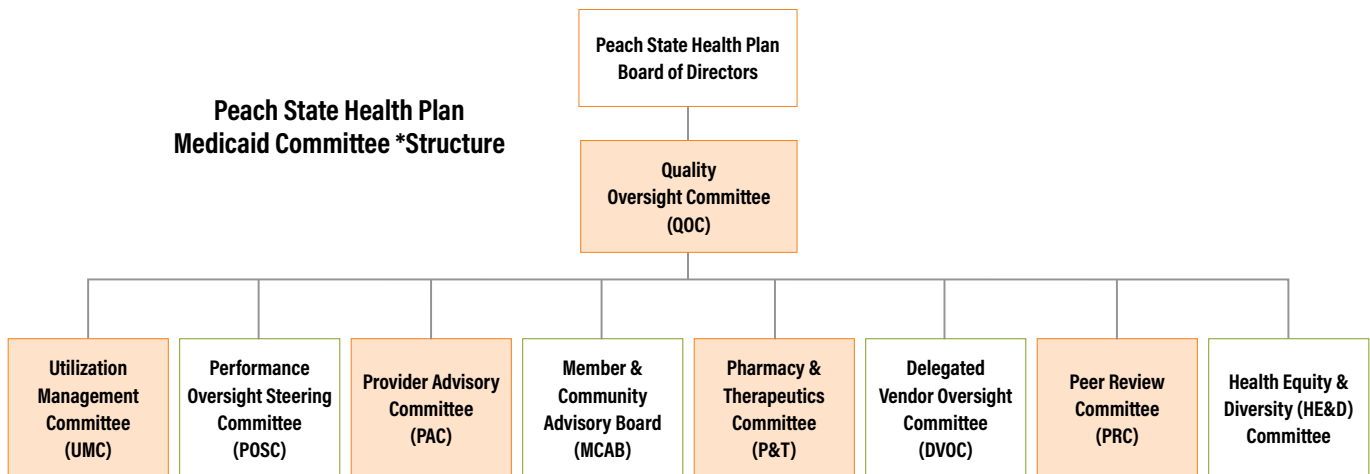 Peach State Health Plan
Board of Directors
Peach State Health Plan
Medicaid Committee *Structure
Quality
Oversight Committee
(QOC)
Utilization
Management
Committee
(UMC)
Performance
Oversight Steering
Committee
(POSC)
Provider Advisory
Committee
(PAC)
Member &
Community
Advisory Board
(MCAB)
Pharmacy &
Therapeutics
Committee
(P&T)
Delegated
Vendor Oversight
Committee
(DVOC)
Peer Review
Committee
(PRC)
Health Equity &
Diversity (HE&D)
Committee